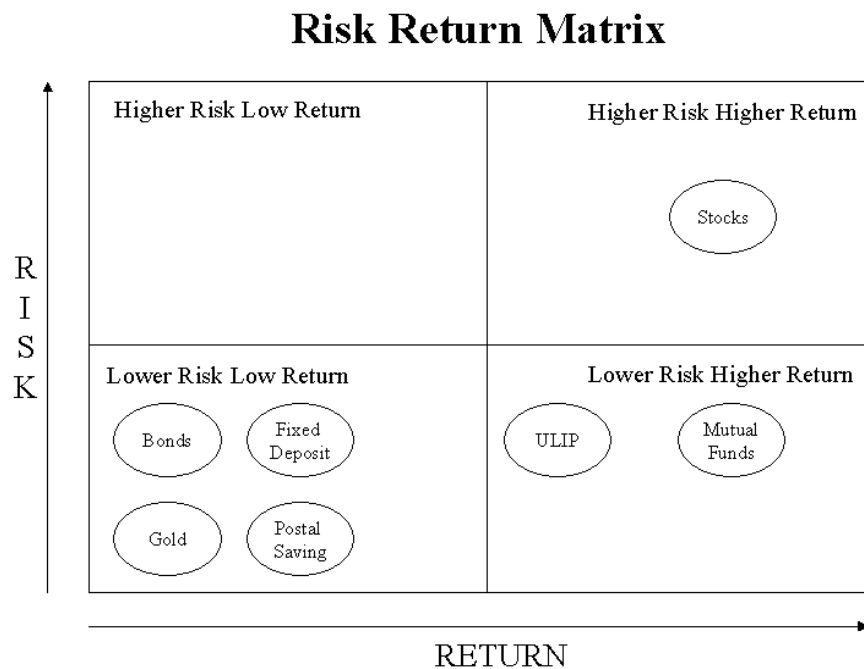 Risk Return Matrix
Higher Risk Low Return
Higher Risk Higher Return
Stocks
R
I
S
K
Lower Risk Low Return
Lower Risk Higher Return
Bonds
Fixed
Deposit
ULIP
Mutual
Funds
Gold
Postal
Saving
RETURN